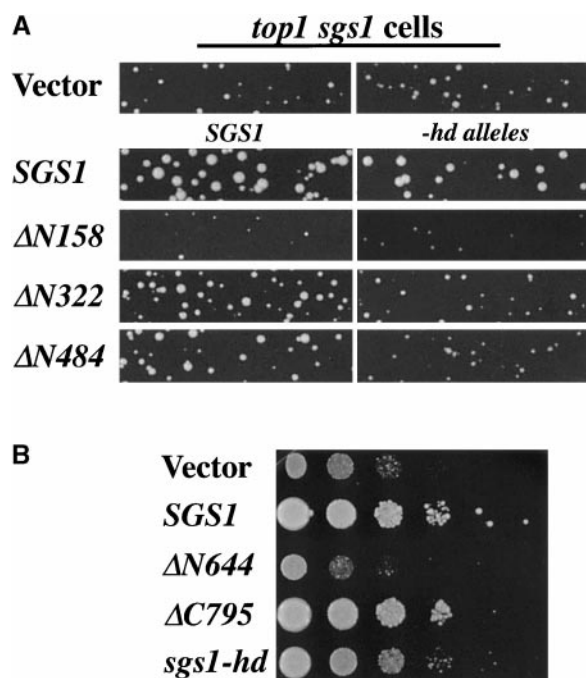 A
top1 sgs1 cells
Vector
SGS1 -hd alleles
SGS1
ΔN158
ΔN322
ΔN484
B
Vector
SGS1
ΔN644
ΔC795
sgs1-hd